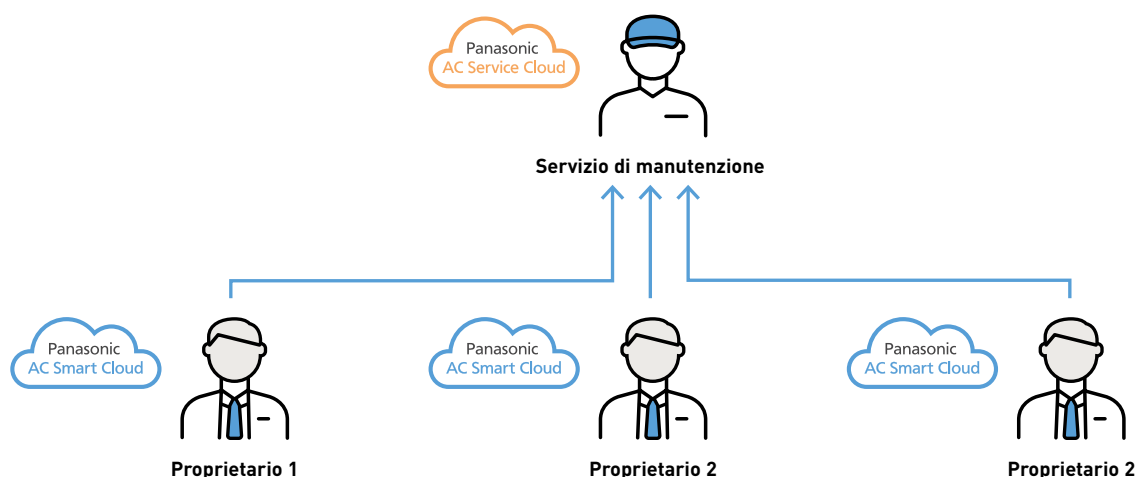 Panasonic
AC Service Cloud
Servizio di manutenzione
Panasonic
AC Smart Cloud
Panasonic
AC Smart Cloud
Panasonic
AC Smart Cloud
Proprietario 1
Proprietario 2
Proprietario 2